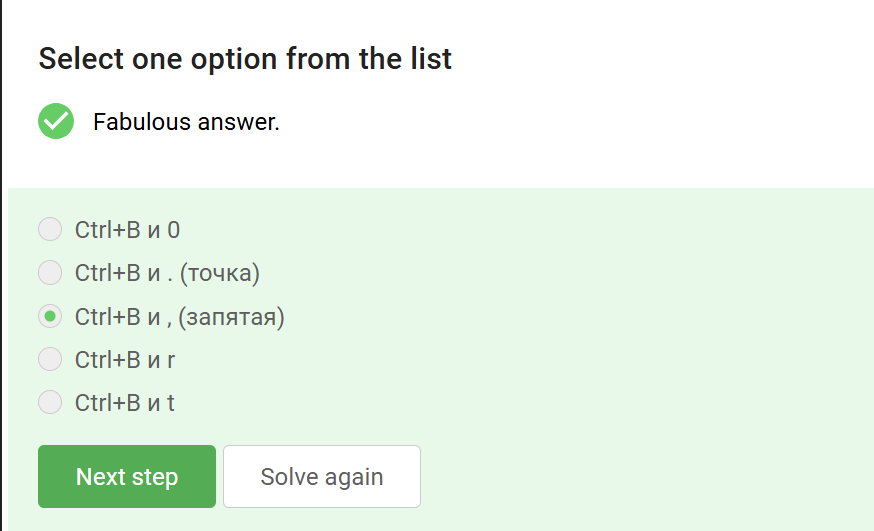 Select one option from the list
Fabulous answer.
Ctrl+B и 0
Ctrl+B и . (точка)
Ctrl+B и , (запятая)
Ctrl+B и r
Ctrl+B и t
Next step
Solve again